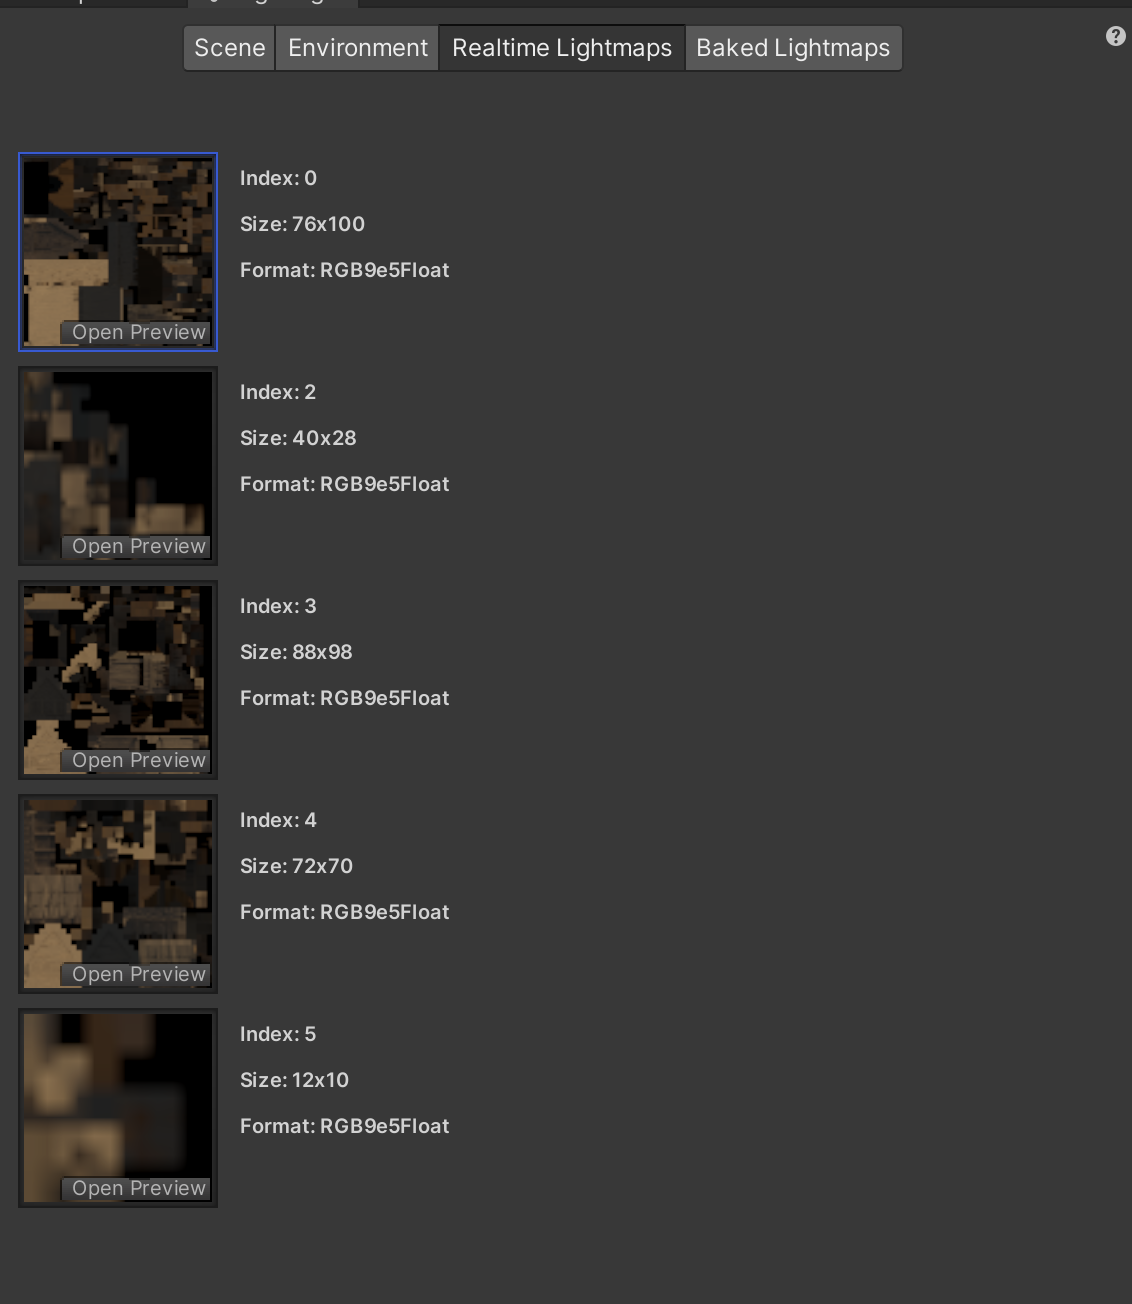 Scene Environment Realtime Lightmaps Baked Lightmaps
Index: 0
Size: 76x100
Format: RGB9e5Float
Open Preview
Index: 2
Size: 40x28
Format: RGB9e5Float
Open Preview
Index: 3
Size: 88x98
Format: RGB9e5Float
Open Preview
Index: 4
Size: 72x70
Format: RGB9e5Float
Open Preview
Index: 5
Size: 12x10
Format: RGB9e5Float
Open Preview